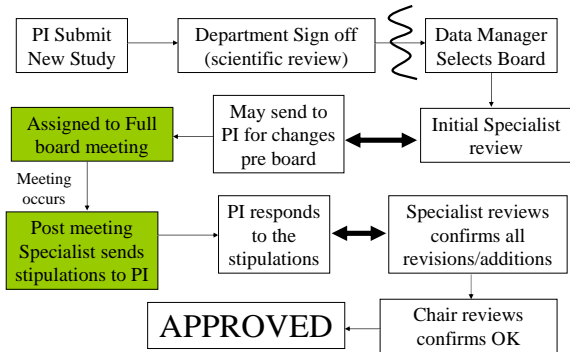 PI Submit
New Study
Department Sign off
(scientific review)
Data Manager
Selects Board
Assigned to Full
board meeting
May send to
PI for changes
pre board
Initial Specialist
review
Meeting
occurs
Post meeting
Specialist sends
stipulations to PI
PI responds
to the
stipulations
Specialist reviews
confirms all
revisions/additions
APPROVED
Chair reviews
confirms OK